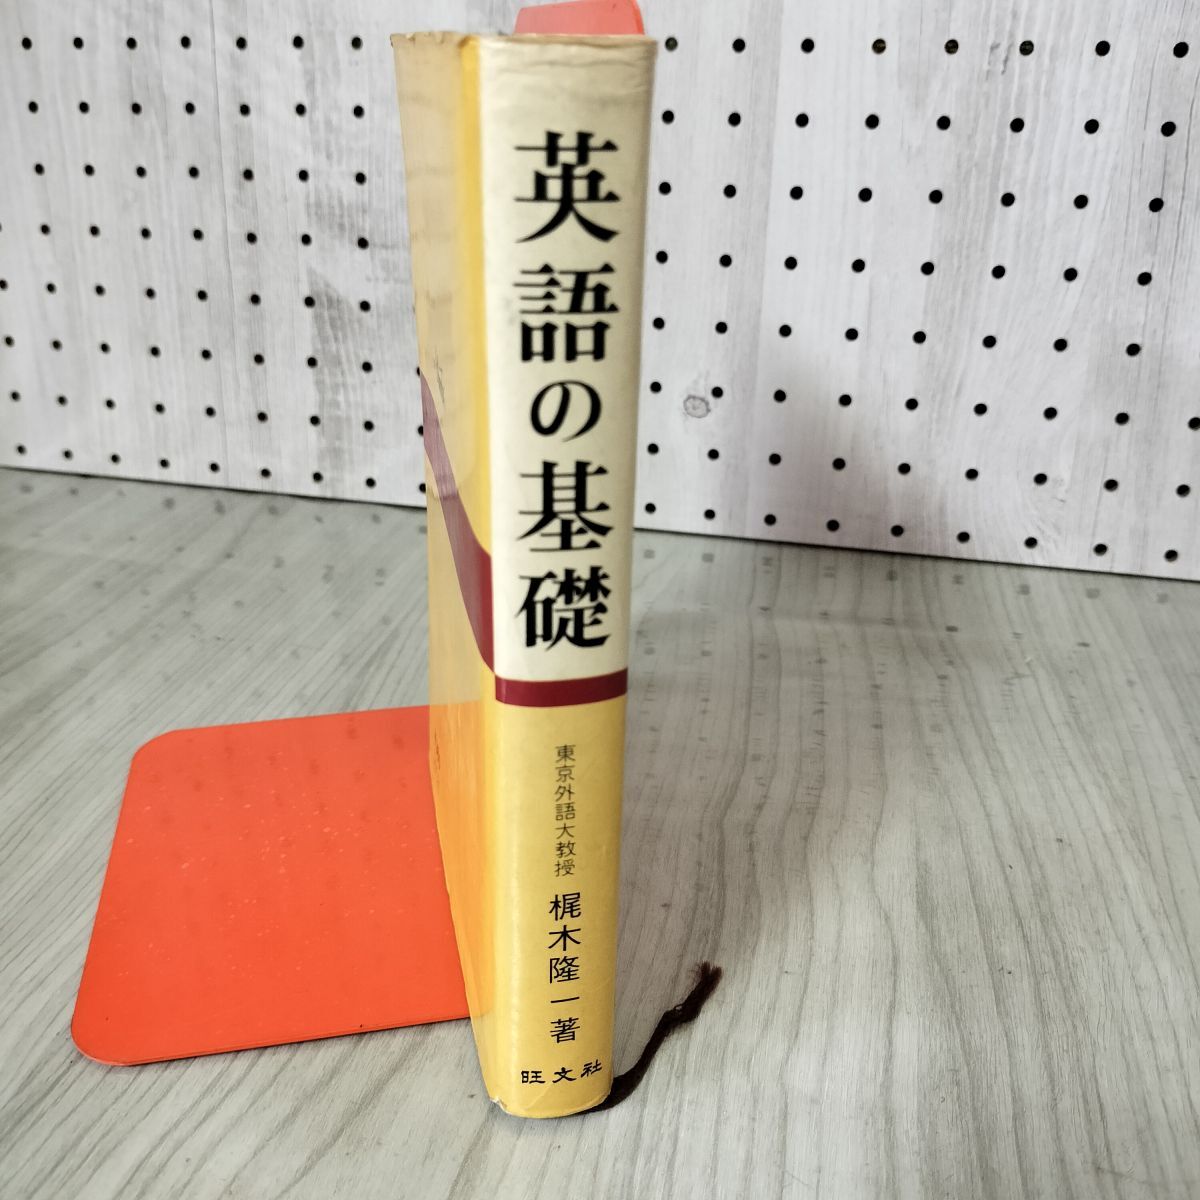 英語の基礎
東京外語大教授
梶木隆一著
旺文社